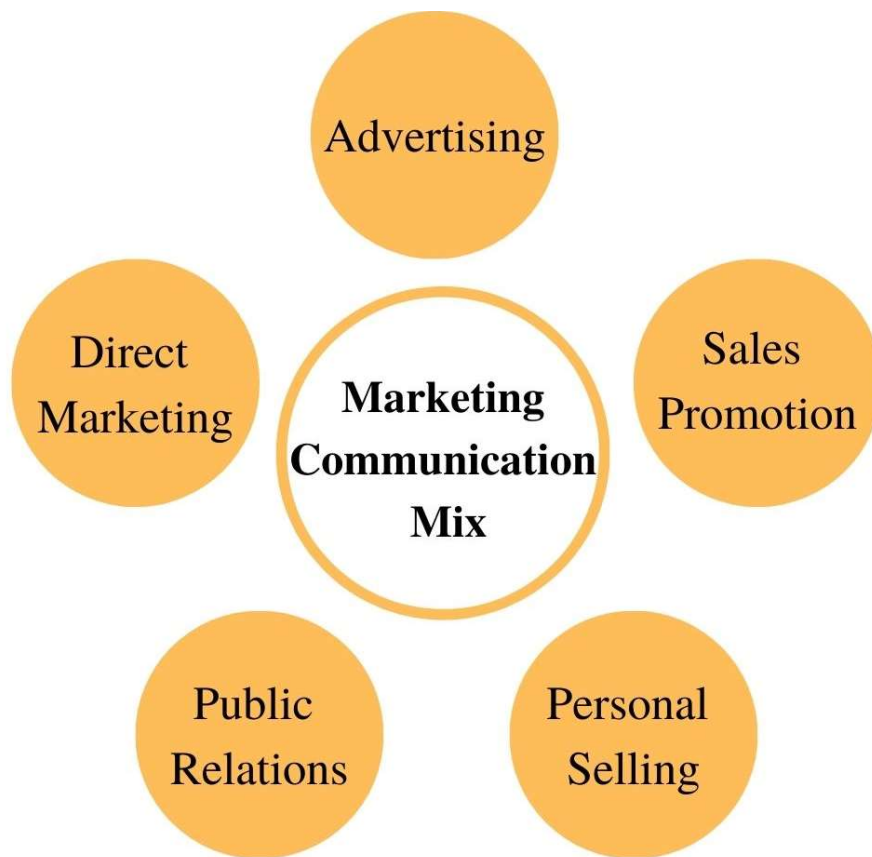 Advertising
Direct
Marketing
Marketing
Communication
Mix
Sales
Promotion
Public
Relations
Personal
Selling